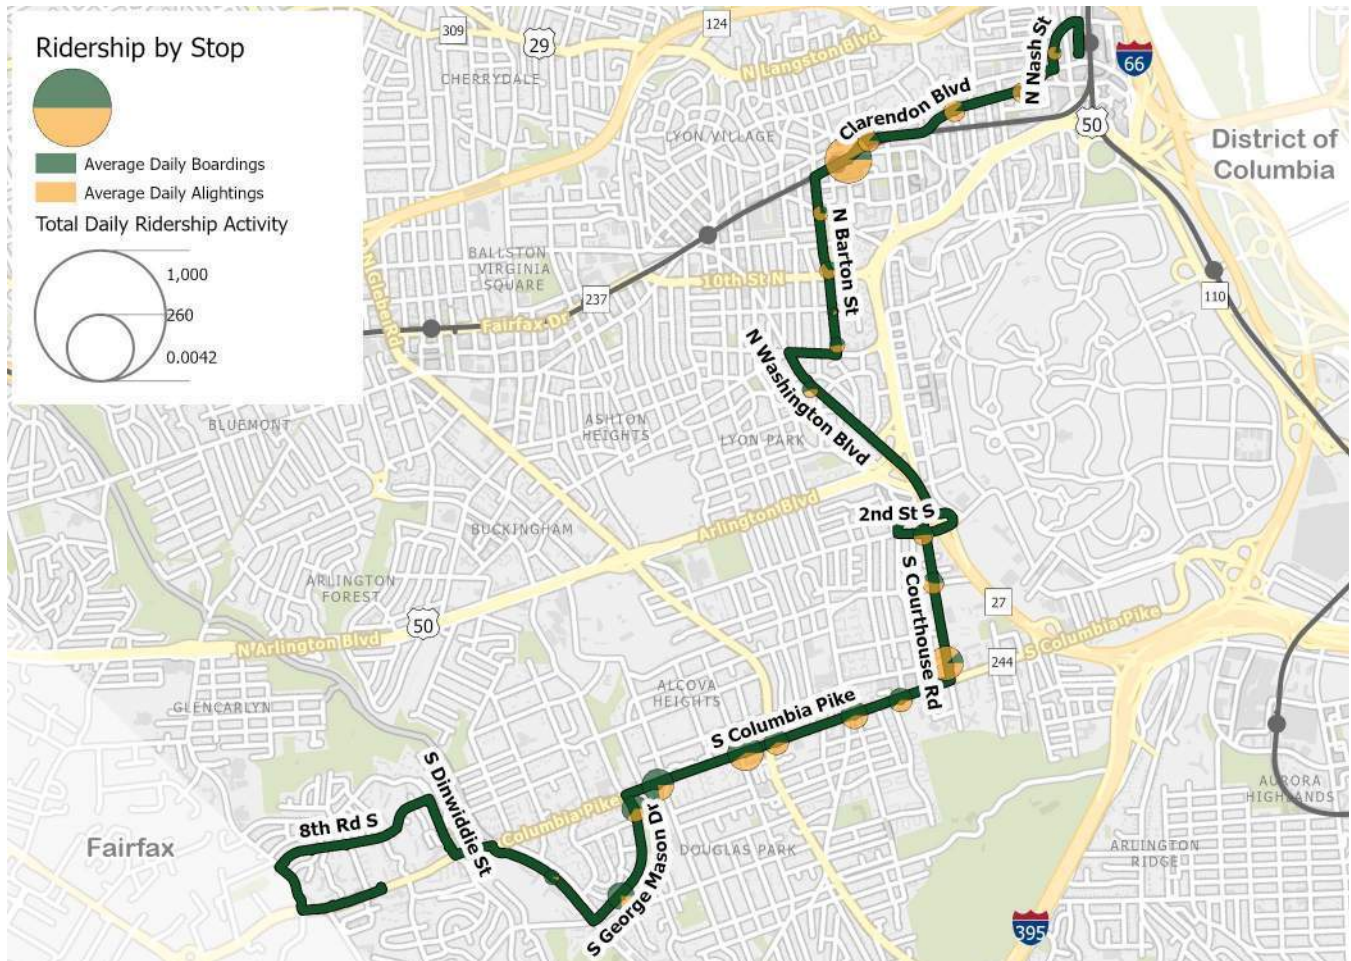 Ridership by Stop
Average Daily Boardings
Average Daily Alightings
Total Daily Ridership Activity
1,000
260
0.0042
309
29
124
N Langston Blvd
N Nash St
66
CHERRYDALE
Clarendon Blvd
LYON VILLAGE
50
District of
Columbia
N Glebe Rd
BALLSTON
VIRGINIA
SQUARE
N Barton St
10th St N
237
Fairfax Dr
110
N Washington Blvd
BLUEMONT
ASHTON
HEIGHTS
LYON PARK
Arlington Blvd
2nd St S
BUCKINGHAM
ARLINGTON
FOREST
S Courthouse Rd
27
50
N Arlington Blvd
S Columbia Pike
244
ALCOVA
HEIGHTS
GLENCARLYN
S Columbia Pike
S Dinwiddie St
8th Rd S
Columbia Pike
S George Mason Dr
AURORA
HIGHLANDS
Fairfax
DOUGLAS PARK
ARLINGTON
RIDGE
395